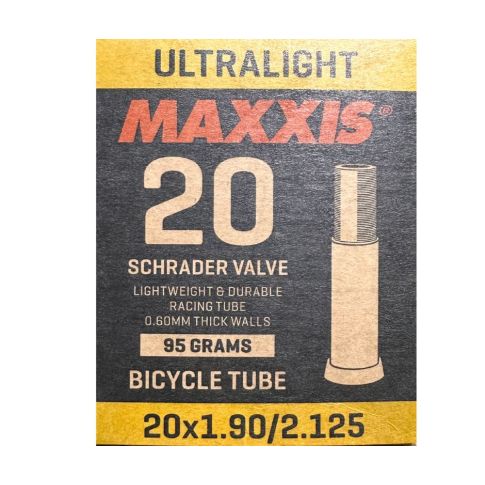 ULTRALIGHT
MAXXIS®
20
SCHRADER VALVE
LIGHTWEIGHT & DURABLE
RACING TUBE
0.60MM THICK WALLS
95 GRAMS
BICYCLE TUBE
20x1.90/2.125